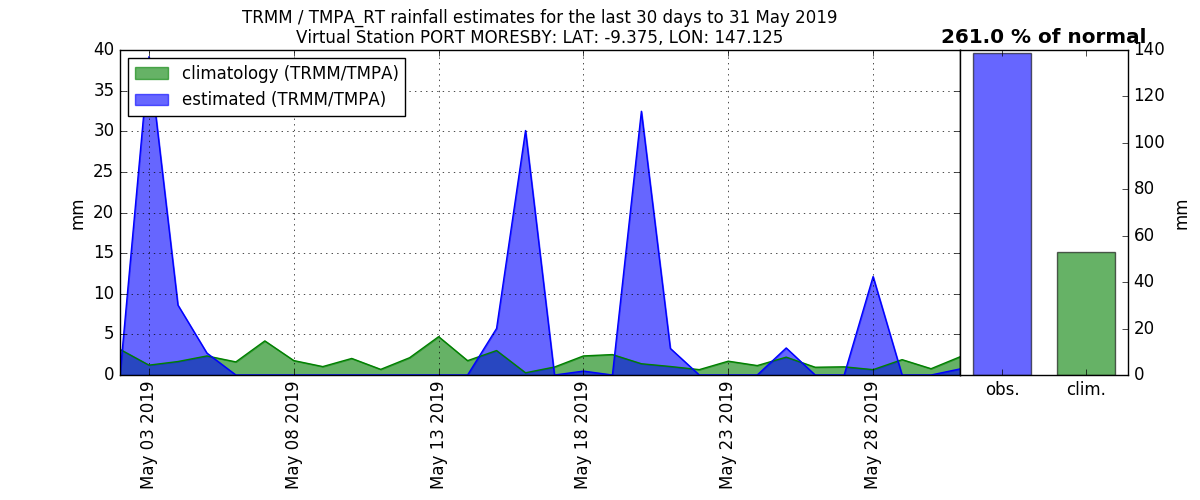 TRMM / TMPA_RT rainfall estimates for the last 30 days to 31 May 2019
Virtual Station PORT MORESBY: LAT: -9.375, LON: 147.125
261.0 % of normal
climatology (TRMM/TMPA)
estimated (TRMM/TMPA)
40
35
30
25
20
15
10
5
0
mm
May 03 2019
May 08 2019
May 13 2019
May 18 2019
May 23 2019
May 28 2019
140
120
100
80
60
40
20
0
mm
obs.
clim.